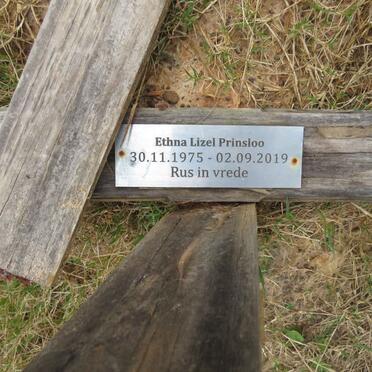 Ethna Lizel Prinsloo
30.11.1975 - 02.09.2019
Rus in vrede